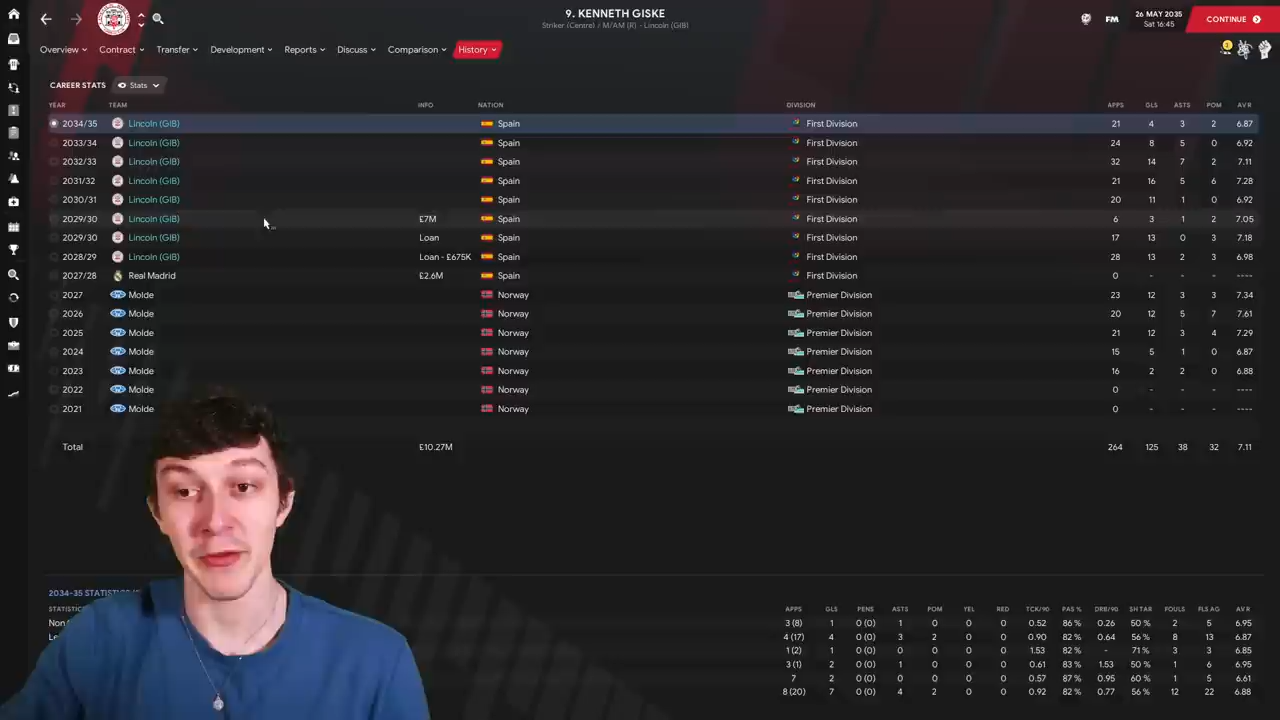 9. KENNETH GISKE
Striker (Centre) / M/AM (R) - Lincoln (GIB)
FM
26 MAY 2035
Sat 16:45
CONTINUE
Overview Contract Transfer Development Reports Discuss Comparison History
2
CAREER STATS Stats
YEAR TEAM INFO NATION DIVISION APPS GLS ASTS POM AV R
2034/35 Lincoln (GIB) Spain First Division 21 4 3 2 6.87
2033/34 Lincoln (GIB) Spain First Division 24 8 5 0 6.92
2032/33 Lincoln (GIB) Spain First Division 32 14 7 2 7.11
2031/32 Lincoln (GIB) Spain First Division 21 16 5 6 7.28
2030/31 Lincoln (GIB) Spain First Division 20 11 1 0 6.92
2029/30 Lincoln (GIB) £7M Spain First Division 6 3 1 2 7.05
2029/30 Lincoln (GIB) Loan Spain First Division 17 13 0 3 7.18
2028/29 Lincoln (GIB) Loan - £675K Spain First Division 28 13 2 3 6.98
2027/28 Real Madrid £2.6M Spain First Division 0 - - - ----
2027 Molde Norway Premier Division 23 12 3 3 7.34
2026 Molde Norway Premier Division 20 12 5 7 7.61
2025 Molde Norway Premier Division 21 12 3 4 7.29
2024 Molde Norway Premier Division 15 5 1 0 6.87
2023 Molde Norway Premier Division 16 2 2 0 6.88
2022 Molde Norway Premier Division 0 - - - ----
2021 Molde Norway Premier Division 0 - - - ----
Total £10.27M 264 125 38 32 7.11
2034-35 STATISTICS
STATISTIC APPS GLS PENS ASTS POM YEL RED TCK/90 PAS % DRB/90 SH TAR FOULS FLS AG AV R
Non 3 (8) 1 0 (0) 1 0 0 0 0.52 86 % 0.26 50 % 2 5 6.95
Le 4 (17) 4 0 (0) 3 2 0 0 0.90 82 % 0.64 56 % 8 13 6.87
1 (2) 1 0 (0) 0 0 0 0 1.53 82 % - 71 % 3 3 6.85
3 (1) 2 0 (0) 1 0 0 0 0.61 83 % 1.53 50 % 1 6 6.95
7 2 0 (0) 0 0 0 0 0.57 87 % 0.95 60 % 1 5 6.61
8 (20) 7 0 (0) 4 2 0 0 0.92 82 % 0.77 56 % 12 22 6.88